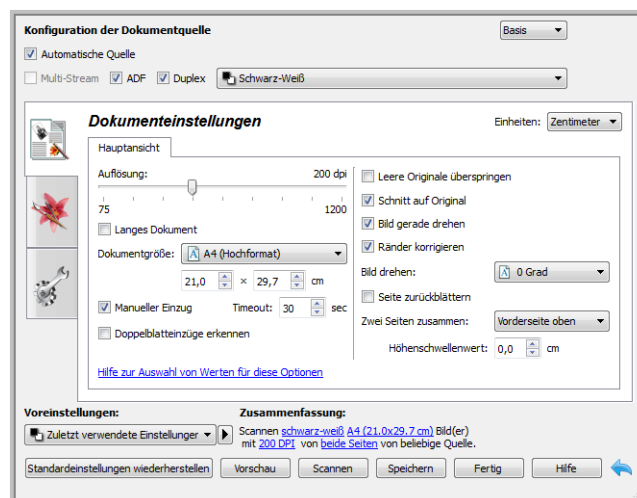 Konfiguration der Dokumentquelle
Basis
Automatische Quelle
Multi-Stream ADF Duplex Schwarz-Weiß
Dokumenteinstellungen
Einheiten: Zentimeter
Hauptansicht
Auflösung: 200 dpi
75 1200
Langes Dokument
Dokumentgröße: A4 (Hochformat)
21,0 × 29,7 cm
Manueller Einzug Timeout: 30 sec
Doppelblatteinzüge erkennen
Hilfe zur Auswahl von Werten für diese Optionen
Leere Originale überspringen
Schnitt auf Original
Bild gerade drehen
Ränder korrigieren
Bild drehen: 0 Grad
Seite zurückblättern
Zwei Seiten zusammen: Vorderseite oben
Höhenschwellenwert: 0,0 cm
Voreinstellungen:
Zuletzt verwendete Einstellunger
Zusammenfassung:
Scannen schwarz-weiß A4 (21.0x29.7 cm) Bild(er)
mit 200 DPI von beide Seiten von beliebige Quelle.
Standardeinstellungen wiederherstellen Vorschau Scannen Speichern Fertig Hilfe